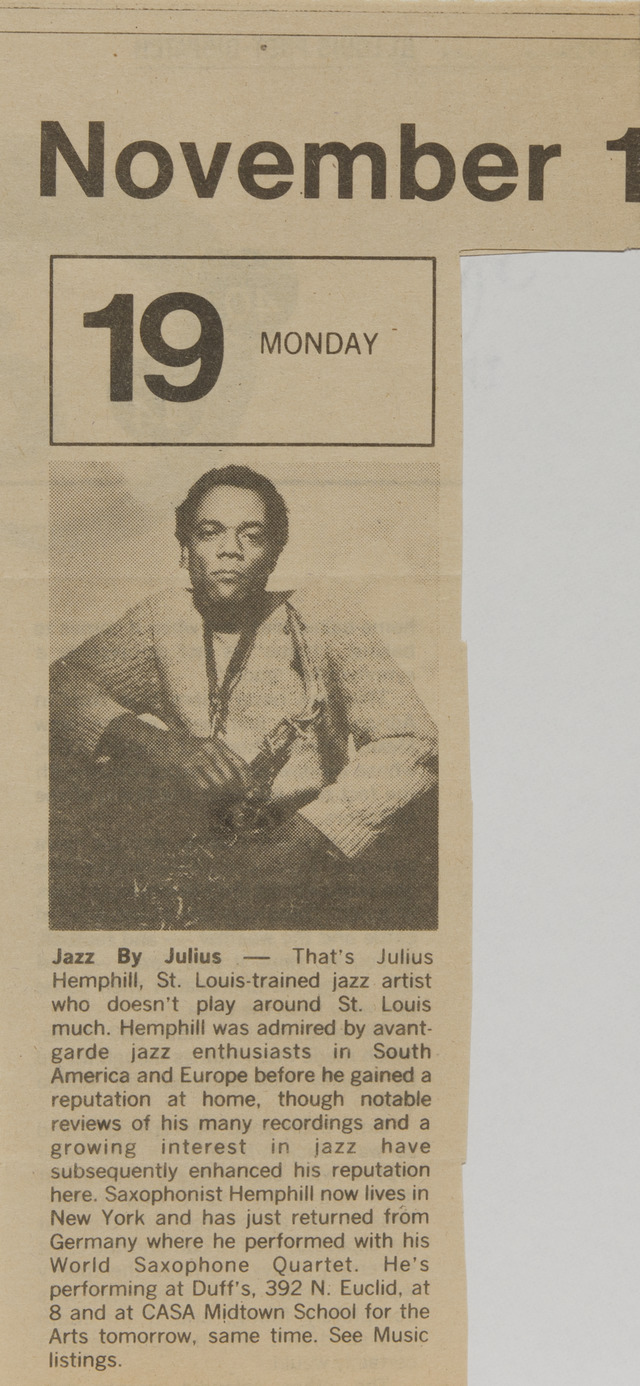 November 1
19 MONDAY
Jazz By Julius — That's Julius
Hemphill, St. Louis-trained jazz artist
who doesn't play around St. Louis
much. Hemphill was admired by avant-
garde jazz enthusiasts in South
America and Europe before he gained a
reputation at home, though notable
reviews of his many recordings and a
growing interest in jazz have
subsequently enhanced his reputation
here. Saxophonist Hemphill now lives in
New York and has just returned from
Germany where he performed with his
World Saxophone Quartet. He's
performing at Duff's, 392 N. Euclid, at
8 and at CASA Midtown School for the
Arts tomorrow, same time. See Music
listings.